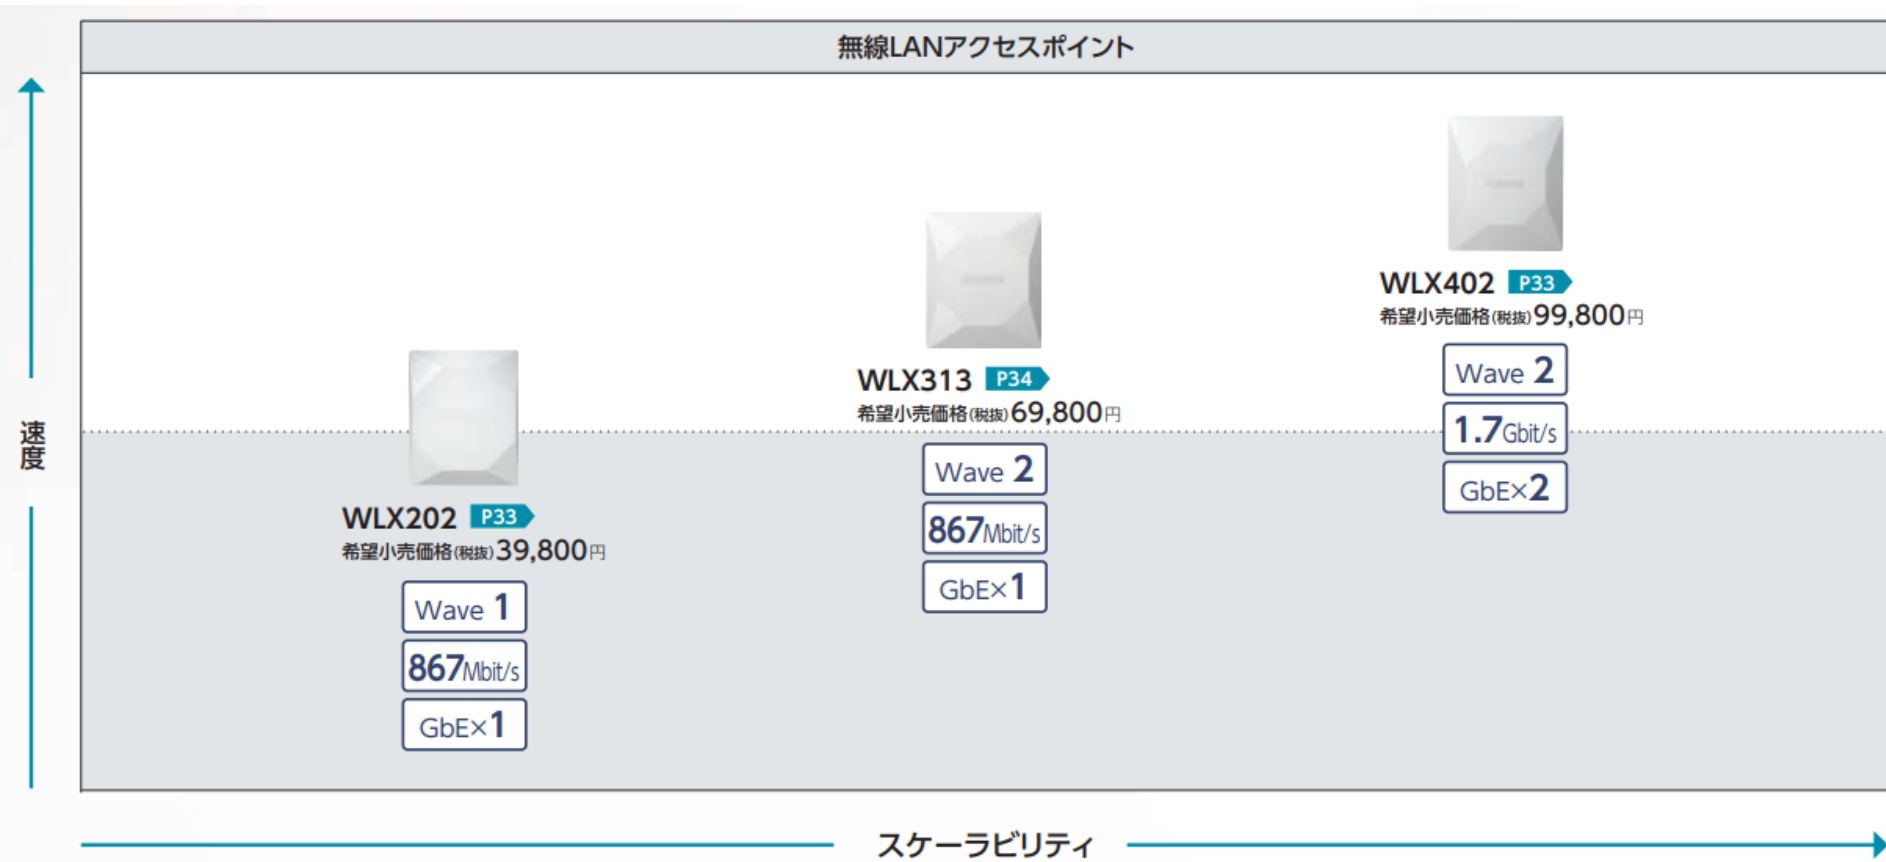 無線LANアクセスポイント
WLX402 P33
希望小売価格(税抜)99,800円
Wave 2
1.7Gbit/s
GbE×2
WLX313 P34
希望小売価格(税抜)69,800円
Wave 2
867Mbit/s
GbE×1
WLX202 P33
希望小売価格(税抜)39,800円
Wave 1
867Mbit/s
GbE×1
速度
スケーラビリティ